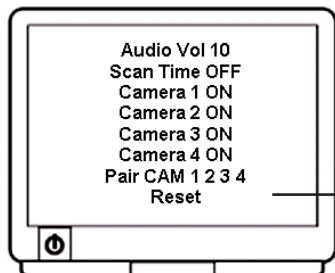 Audio Vol 10
Scan Time OFF
Camera 1 ON
Camera 2 ON
Camera 3 ON
Camera 4 ON
Pair CAM 1 2 3 4
Reset